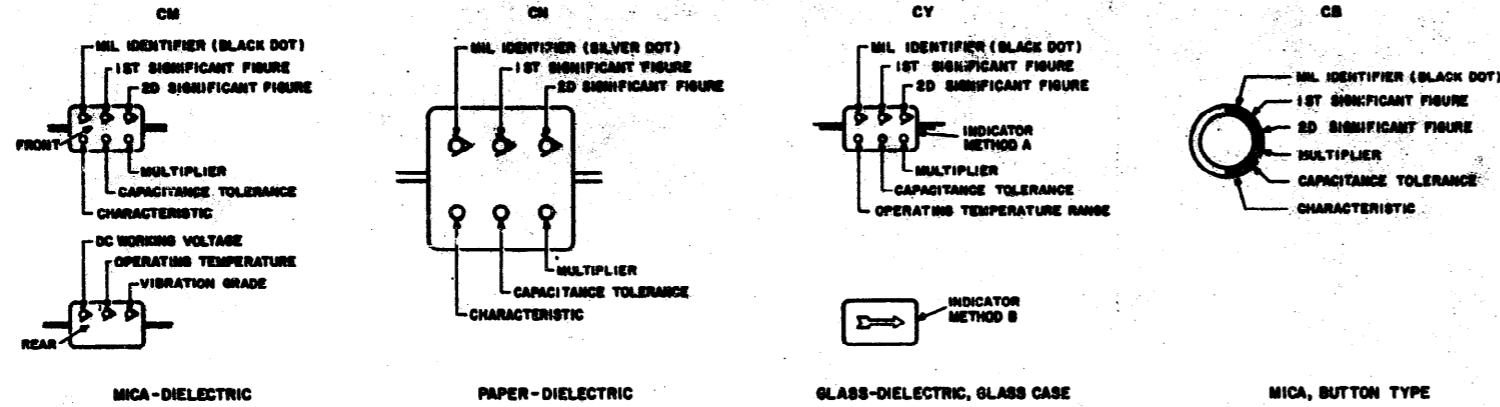 CM
MIL IDENTIFIER (BLACK DOT)
1ST SIGNIFICANT FIGURE
2D SIGNIFICANT FIGURE
FRONT
MULTIPLIER
CAPACITANCE TOLERANCE
CHARACTERISTIC
DC WORKING VOLTAGE
OPERATING TEMPERATURE
VIBRATION GRADE
REAR
MICA-DIELECTRIC
CN
MIL IDENTIFIER (SILVER DOT)
1ST SIGNIFICANT FIGURE
2D SIGNIFICANT FIGURE
MULTIPLIER
CAPACITANCE TOLERANCE
CHARACTERISTIC
PAPER-DIELECTRIC
CY
MIL IDENTIFIER (BLACK DOT)
1ST SIGNIFICANT FIGURE
2D SIGNIFICANT FIGURE
INDICATOR
METHOD A
MULTIPLIER
CAPACITANCE TOLERANCE
OPERATING TEMPERATURE RANGE
INDICATOR
METHOD B
GLASS-DIELECTRIC, GLASS CASE
CB
MIL IDENTIFIER (BLACK DOT)
1ST SIGNIFICANT FIGURE
2D SIGNIFICANT FIGURE
MULTIPLIER
CAPACITANCE TOLERANCE
CHARACTERISTIC
MICA, BUTTON TYPE